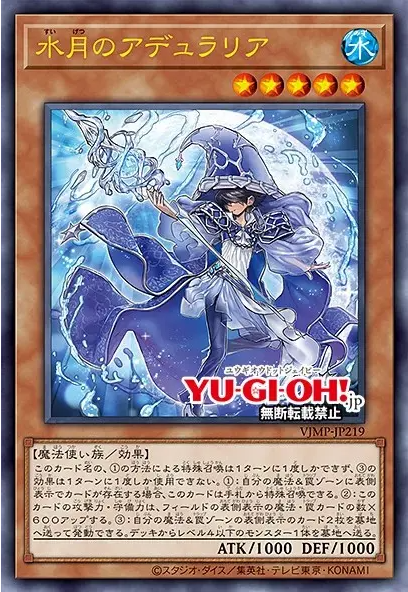 水月のアデュラリア
すい げつ
水
ユウギオウドットジェイピー
YU-GI-OH!.jp
無断転載禁止
VJMP-JP219
【魔法使い族／効果】
このカード名の、①の方法による特殊召喚は1ターンに1度しかできず、③の
効果は1ターンに1度しか使用できない。①：自分の魔法＆罠ゾーンに表側
表示でカードが存在する場合、このカードは手札から特殊召喚できる。②：こ
のカードの攻撃力・守備力は、フィールドの表側表示の魔法・罠カードの数×
600アップする。③：自分の魔法＆罠ゾーンの表側表示のカード2枚を墓地
へ送って発動できる。デッキからレベル4以下のモンスター1体を墓地へ送る。
ATK/1000 DEF/1000
©スタジオ・ダイス／集英社・テレビ東京・KONAMI